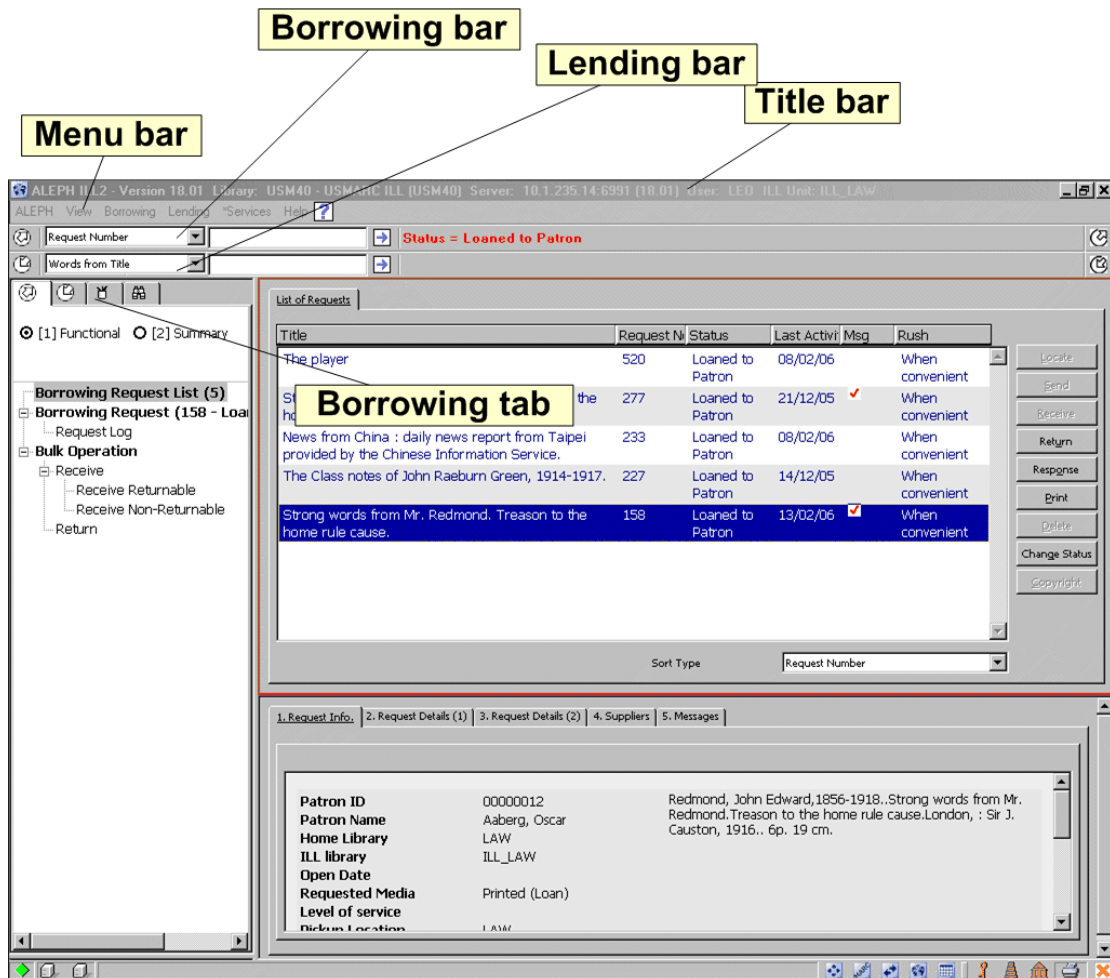 Borrowing bar
Lending bar
Title bar
Menu bar
ALEPH ILL2 - Version 18.01 Library: USM40 - USMARC ILL (USM40) Server: 10.1.235.14:6991 (18.01) User: LEO ILL Unit: ILL_LAW
ALEPH View Borrowing Lending *Services Help ?
Request Number
Status = Loaned to Patron
Words from Title
[1] Functional [2] Summary
Borrowing Request List (5)
Borrowing Request (158 - Loa
Request Log
Bulk Operation
Receive
Receive Returnable
Receive Non-Returnable
Return
Borrowing tab
List of Requests
Title Request N Status Last Activi Msg Rush
The player 520 Loaned to Patron 08/02/06 When convenient
St the 277 Loaned to Patron 21/12/05 When convenient
News from China : daily news report from Taipei 233 Loaned to Patron 08/02/06 When convenient
provided by the Chinese Information Service.
The Class notes of John Raeburn Green, 1914-1917. 227 Loaned to Patron 14/12/05 When convenient
Strong words from Mr. Redmond. Treason to the 158 Loaned to Patron 13/02/06 When convenient
home rule cause.
Locate
Send
Receive
Return
Response
Print
Delete
Change Status
Copyright
Sort Type Request Number
1. Request Info. 2. Request Details (1) 3. Request Details (2) 4. Suppliers 5. Messages
Patron ID 00000012
Patron Name Aaberg, Oscar
Home Library LAW
ILL library ILL_LAW
Open Date
Requested Media Printed (Loan)
Level of service
Pickup Location LAW
Redmond, John Edward,1856-1918..Strong words from Mr.
Redmond.Treason to the home rule cause.London, : Sir J.
Causton, 1916.. 6p. 19 cm.